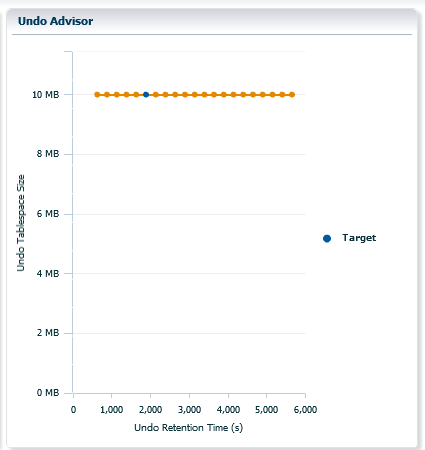 Undo Advisor
10 MB
8 MB
6 MB
4 MB
2 MB
0 MB
Undo Tablespace Size
0 1,000 2,000 3,000 4,000 5,000 6,000
Undo Retention Time (s)
Target